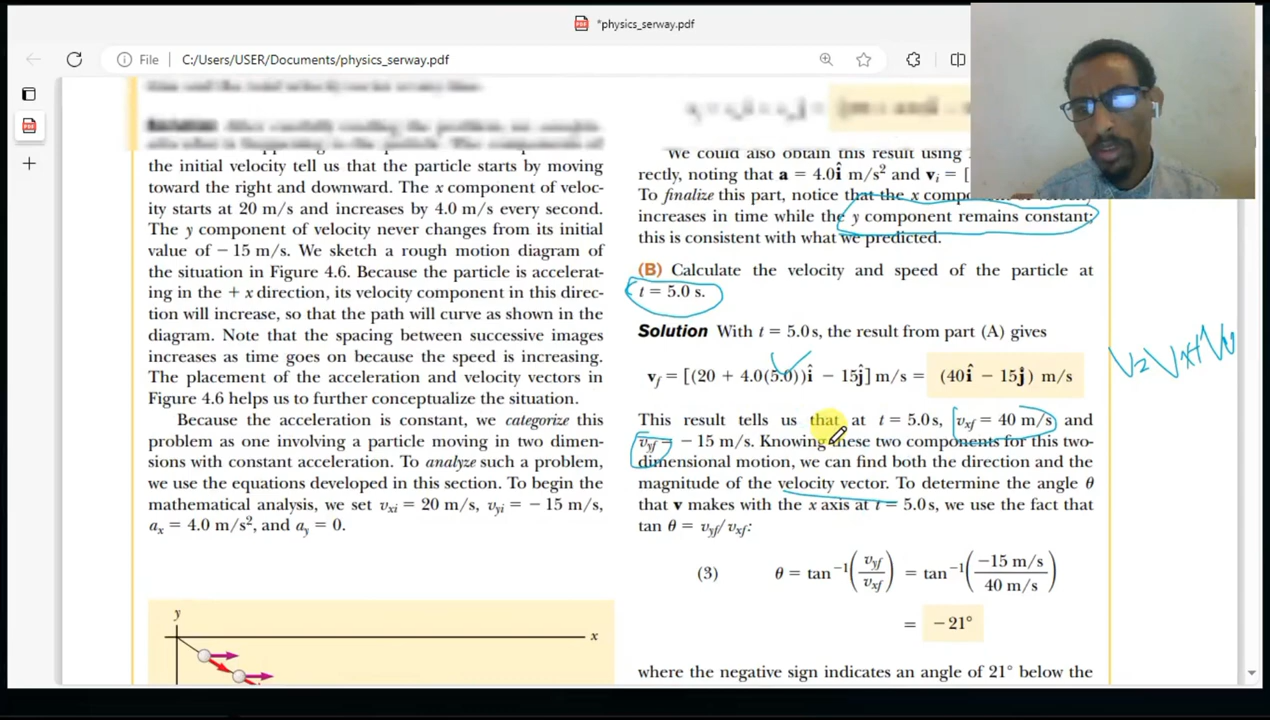 *physics_serway.pdf
File C:/Users/USER/Documents/physics_serway.pdf
the initial velocity tell us that the particle starts by moving
toward the right and downward. The x component of veloc-
ity starts at 20 m/s and increases by 4.0 m/s every second.
The y component of velocity never changes from its initial
value of − 15 m/s. We sketch a rough motion diagram of
the situation in Figure 4.6. Because the particle is accelerat-
ing in the + x direction, its velocity component in this direc-
tion will increase, so that the path will curve as shown in the
diagram. Note that the spacing between successive images
increases as time goes on because the speed is increasing.
The placement of the acceleration and velocity vectors in
Figure 4.6 helps us to further conceptualize the situation.
Because the acceleration is constant, we categorize this
problem as one involving a particle moving in two dimen-
sions with constant acceleration. To analyze such a problem,
we use the equations developed in this section. To begin the
mathematical analysis, we set vxi = 20 m/s, vyi = − 15 m/s,
ax = 4.0 m/s², and ay = 0.
y
x
We could also obtain this result using
rectly, noting that a = 4.0î m/s² and vi = [
To finalize this part, notice that the x comp
increases in time while the y component remains constant;
this is consistent with what we predicted.
(B) Calculate the velocity and speed of the particle at
t = 5.0 s.
Solution With t = 5.0 s, the result from part (A) gives
vf = [(20 + 4.0(5.0))î − 15ĵ] m/s = (40î − 15ĵ) m/s
This result tells us that at t = 5.0 s, vxf = 40 m/s and
vyf = − 15 m/s. Knowing these two components for this two-
dimensional motion, we can find both the direction and the
magnitude of the velocity vector. To determine the angle θ
that v makes with the x axis at t = 5.0 s, we use the fact that
tan θ = vyf/vxf:
(3) θ = tan⁻¹(vyf/vxf) = tan⁻¹(−15 m/s/40 m/s)
= −21°
where the negative sign indicates an angle of 21° below the